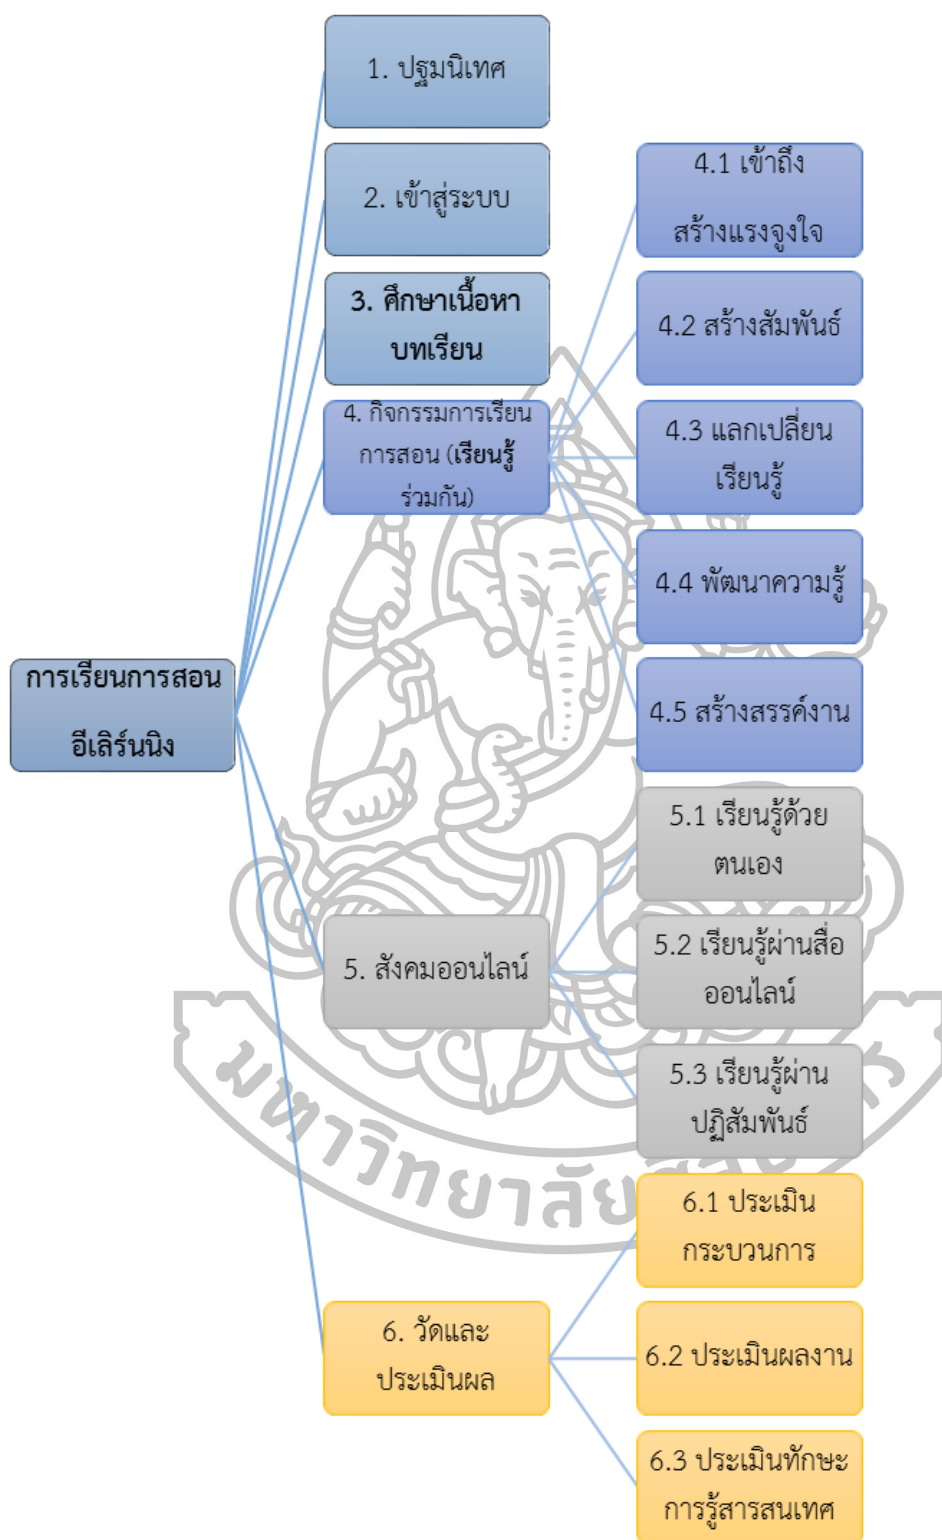 การเรียนการสอน
อีเลิร์นนิง
1. ปฐมนิเทศ
2. เข้าสู่ระบบ
3. ศึกษาเนื้อหา
บทเรียน
4. กิจกรรมการเรียน
การสอน (เรียนรู้
ร่วมกัน)
4.1 เข้าถึง
สร้างแรงจูงใจ
4.2 สร้างสัมพันธ์
4.3 แลกเปลี่ยน
เรียนรู้
4.4 พัฒนาความรู้
4.5 สร้างสรรค์งาน
5. สังคมออนไลน์
5.1 เรียนรู้ด้วย
ตนเอง
5.2 เรียนรู้ผ่านสื่อ
ออนไลน์
5.3 เรียนรู้ผ่าน
ปฏิสัมพันธ์
6. วัดและ
ประเมินผล
6.1 ประเมิน
กระบวนการ
6.2 ประเมินผลงาน
6.3 ประเมินทักษะ
การรู้สารสนเทศ
มหาวิทยาลัย